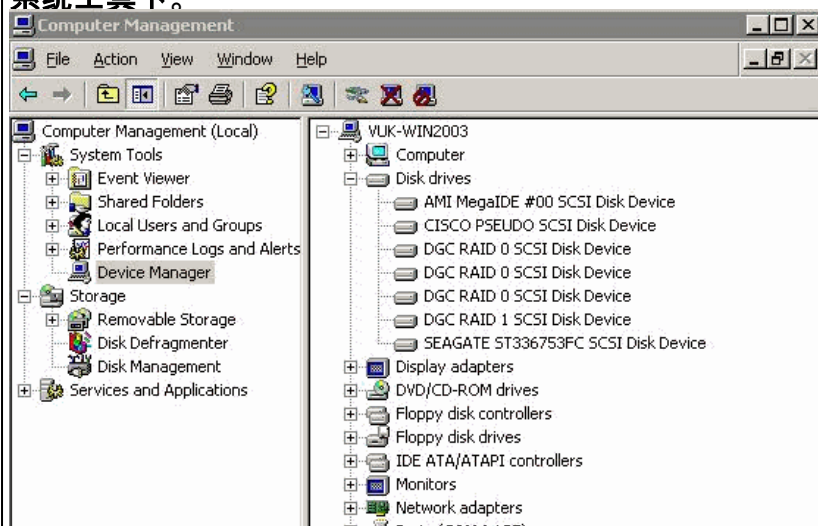 系统工具下。
Computer Management
File Action View Window Help
Computer Management (Local)
System Tools
Event Viewer
Shared Folders
Local Users and Groups
Performance Logs and Alerts
Device Manager
Storage
Removable Storage
Disk Defragmenter
Disk Management
Services and Applications
VUK-WIN2003
Computer
Disk drives
AMI MegaIDE #00 SCSI Disk Device
CISCO PSEUDO SCSI Disk Device
DGC RAID 0 SCSI Disk Device
DGC RAID 0 SCSI Disk Device
DGC RAID 0 SCSI Disk Device
DGC RAID 1 SCSI Disk Device
SEAGATE ST336753FC SCSI Disk Device
Display adapters
DVD/CD-ROM drives
Floppy disk controllers
Floppy disk drives
IDE ATA/ATAPI controllers
Monitors
Network adapters